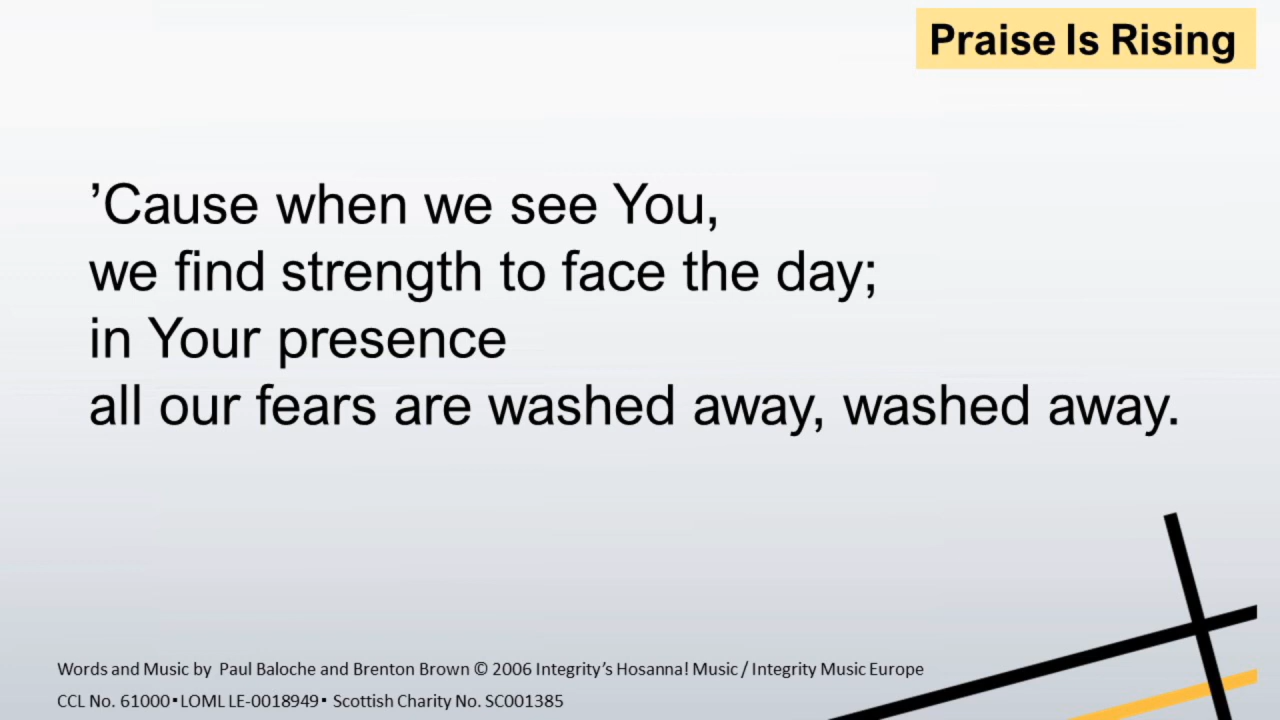 Praise Is Rising
’Cause when we see You,
we find strength to face the day;
in Your presence
all our fears are washed away, washed away.
Words and Music by  Paul Baloche and Brenton Brown © 2006 Integrity’s Hosanna! Music / Integrity Music Europe
CCL No. 61000▪LOML LE-0018949▪ Scottish Charity No. SC001385